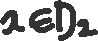 x ∈ D₂